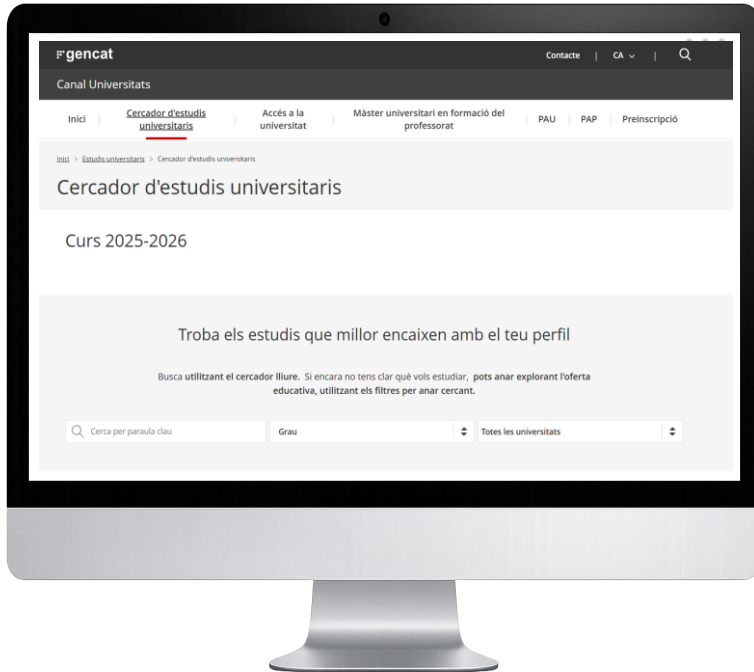 gencat
Contacte | CA |
Canal Universitats
Inici
Cercador d'estudis
universitaris
Accés a la
universitat
Màster universitari en formació del
professorat
PAU
PAP
Preinscripció
Inici > Estudis universitaris > Cercador d'estudis universitaris
Cercador d'estudis universitaris
Curs 2025-2026
Troba els estudis que millor encaixen amb el teu perfil
Busca utilitzant el cercador lliure. Si encara no tens clar què vols estudiar, pots anar explorant l'oferta
educativa, utilitzant els filtres per anar cercant.
Cerca per paraula clau
Grau
Totes les universitats